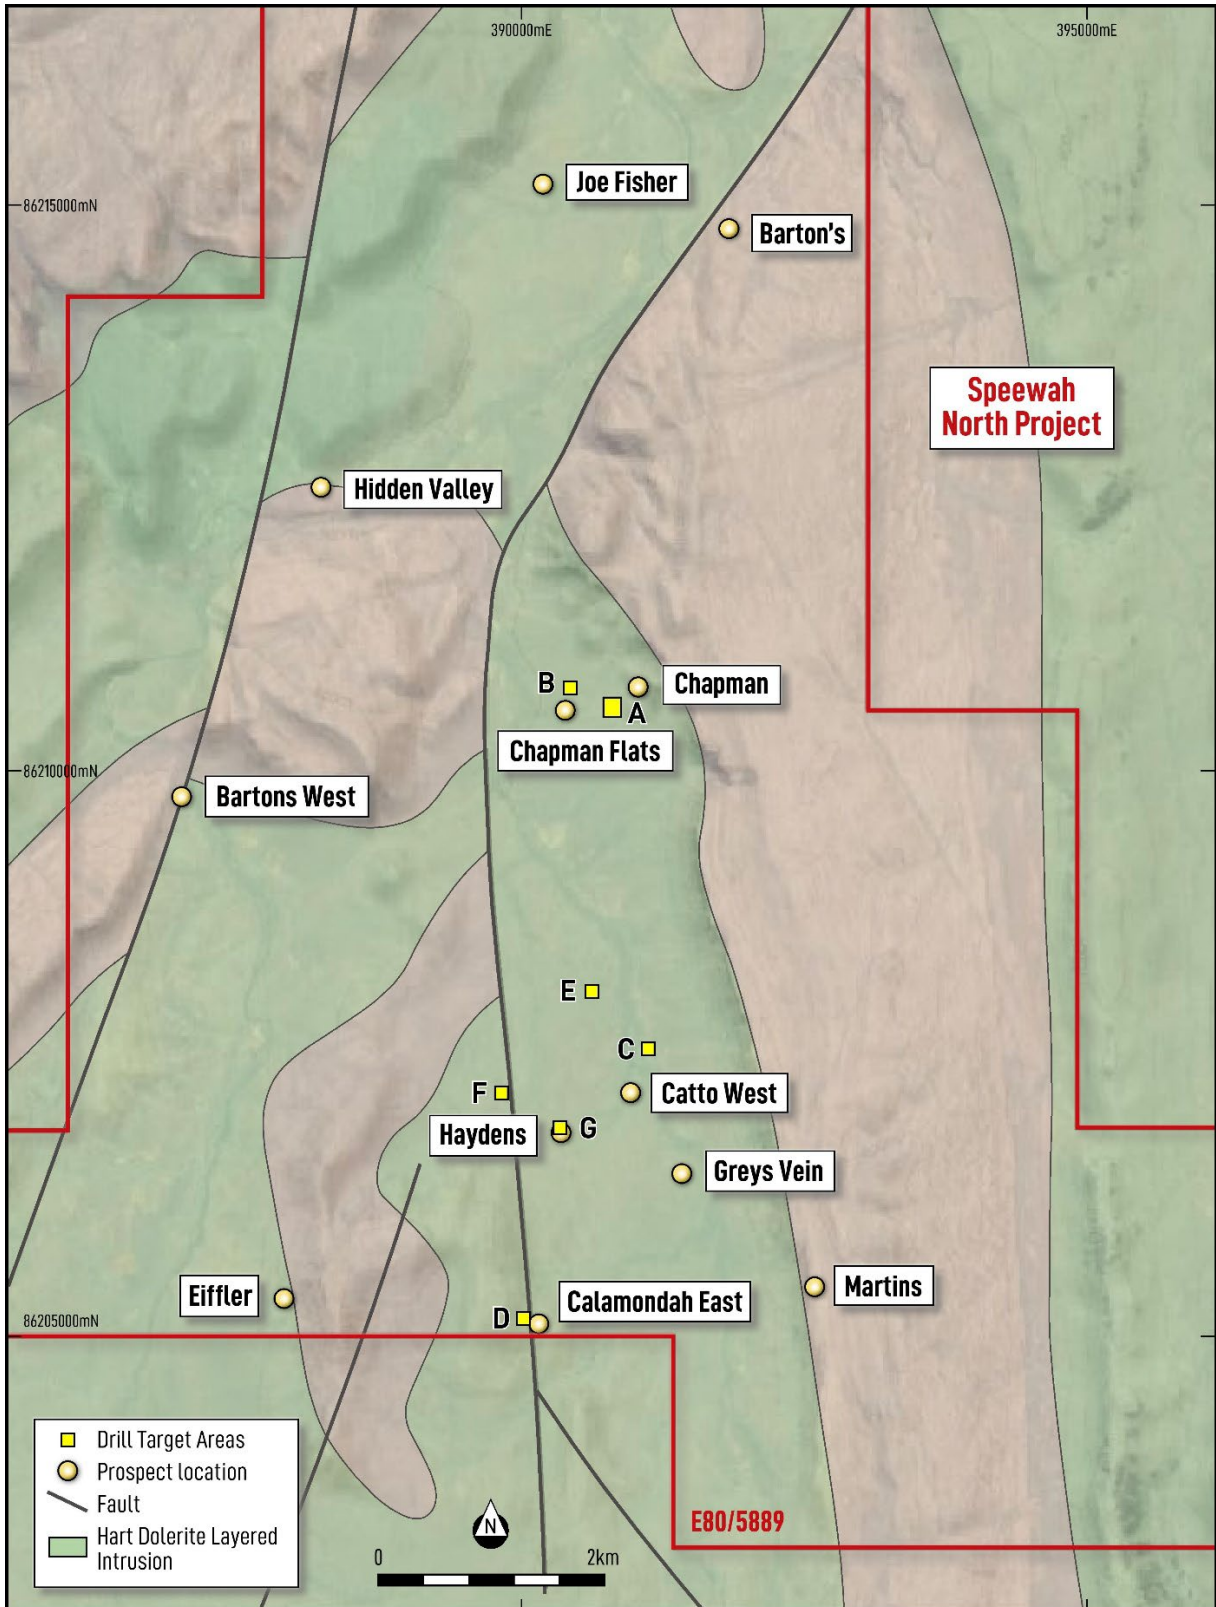 390000mE
395000mE
Joe Fisher
86215000mN
Barton's
Speewah
North Project
Hidden Valley
B
Chapman
A
Chapman Flats
86210000mN
Bartons West
E
C
F
Catto West
Haydens
G
Greys Vein
Eiffler
Calamondah East
Martins
D
86205000mN
Drill Target Areas
Prospect location
Fault
Hart Dolerite Layered
Intrusion
N
0
2km
E80/5889